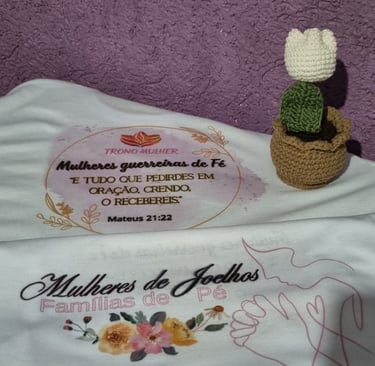 TRONO MULHER
Mulheres guerreiras de Fé
"E TUDO QUE PEDIRDES EM
ORAÇÃO, CRENDO,
O RECEBEREIS."
Mateus 21:22
Mulheres de Joelhos
Famílias de Pé